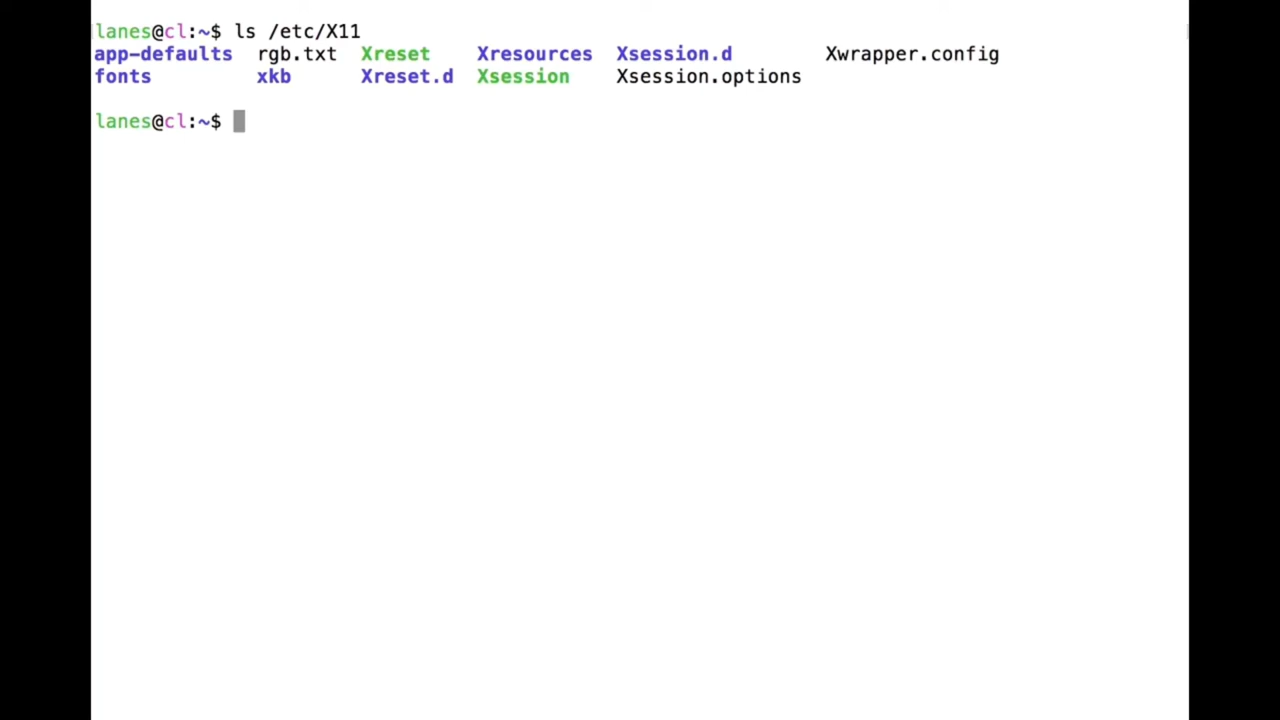 lanes@cl:~$ ls /etc/X11
app-defaults  rgb.txt  Xreset    Xresources  Xsession.d        Xwrapper.config
fonts         xkb      Xreset.d  Xsession    Xsession.options
lanes@cl:~$